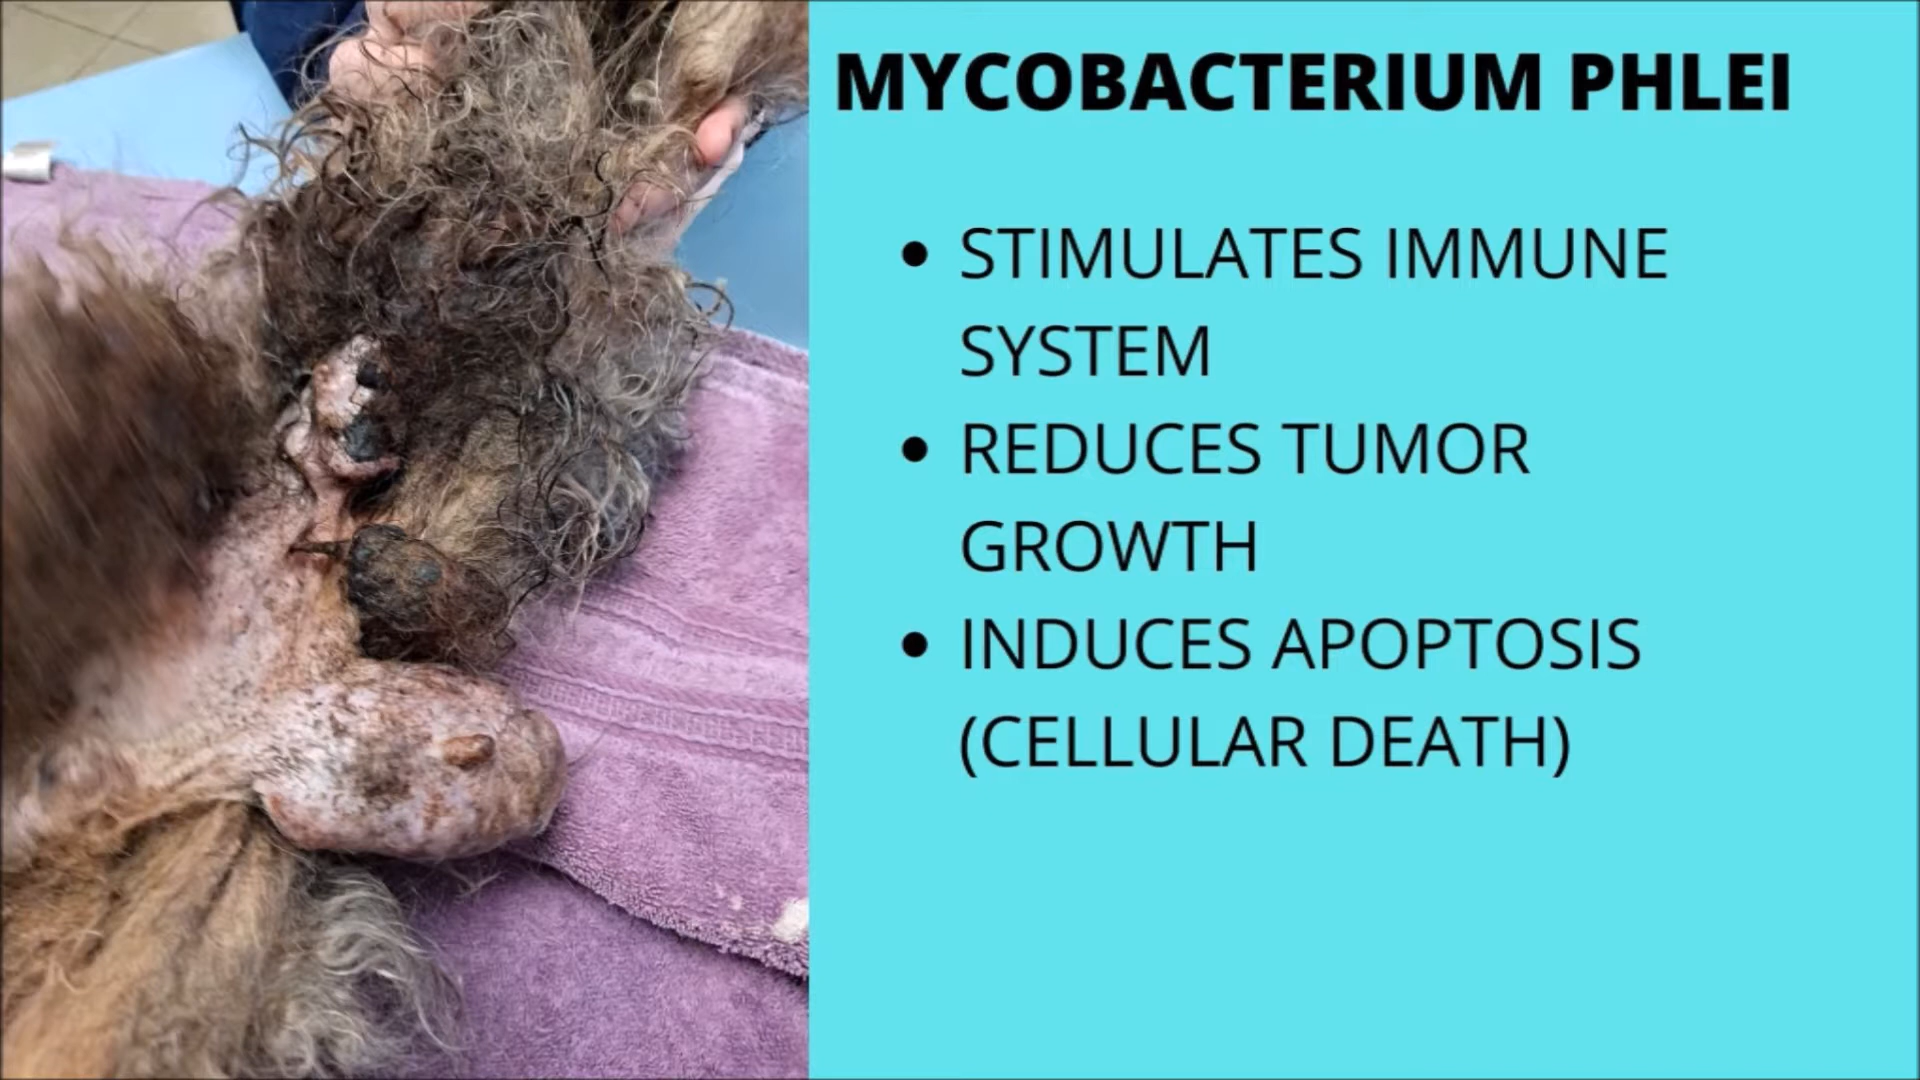 MYCOBACTERIUM PHLEI
• STIMULATES IMMUNE
SYSTEM
• REDUCES TUMOR
GROWTH
• INDUCES APOPTOSIS
(CELLULAR DEATH)